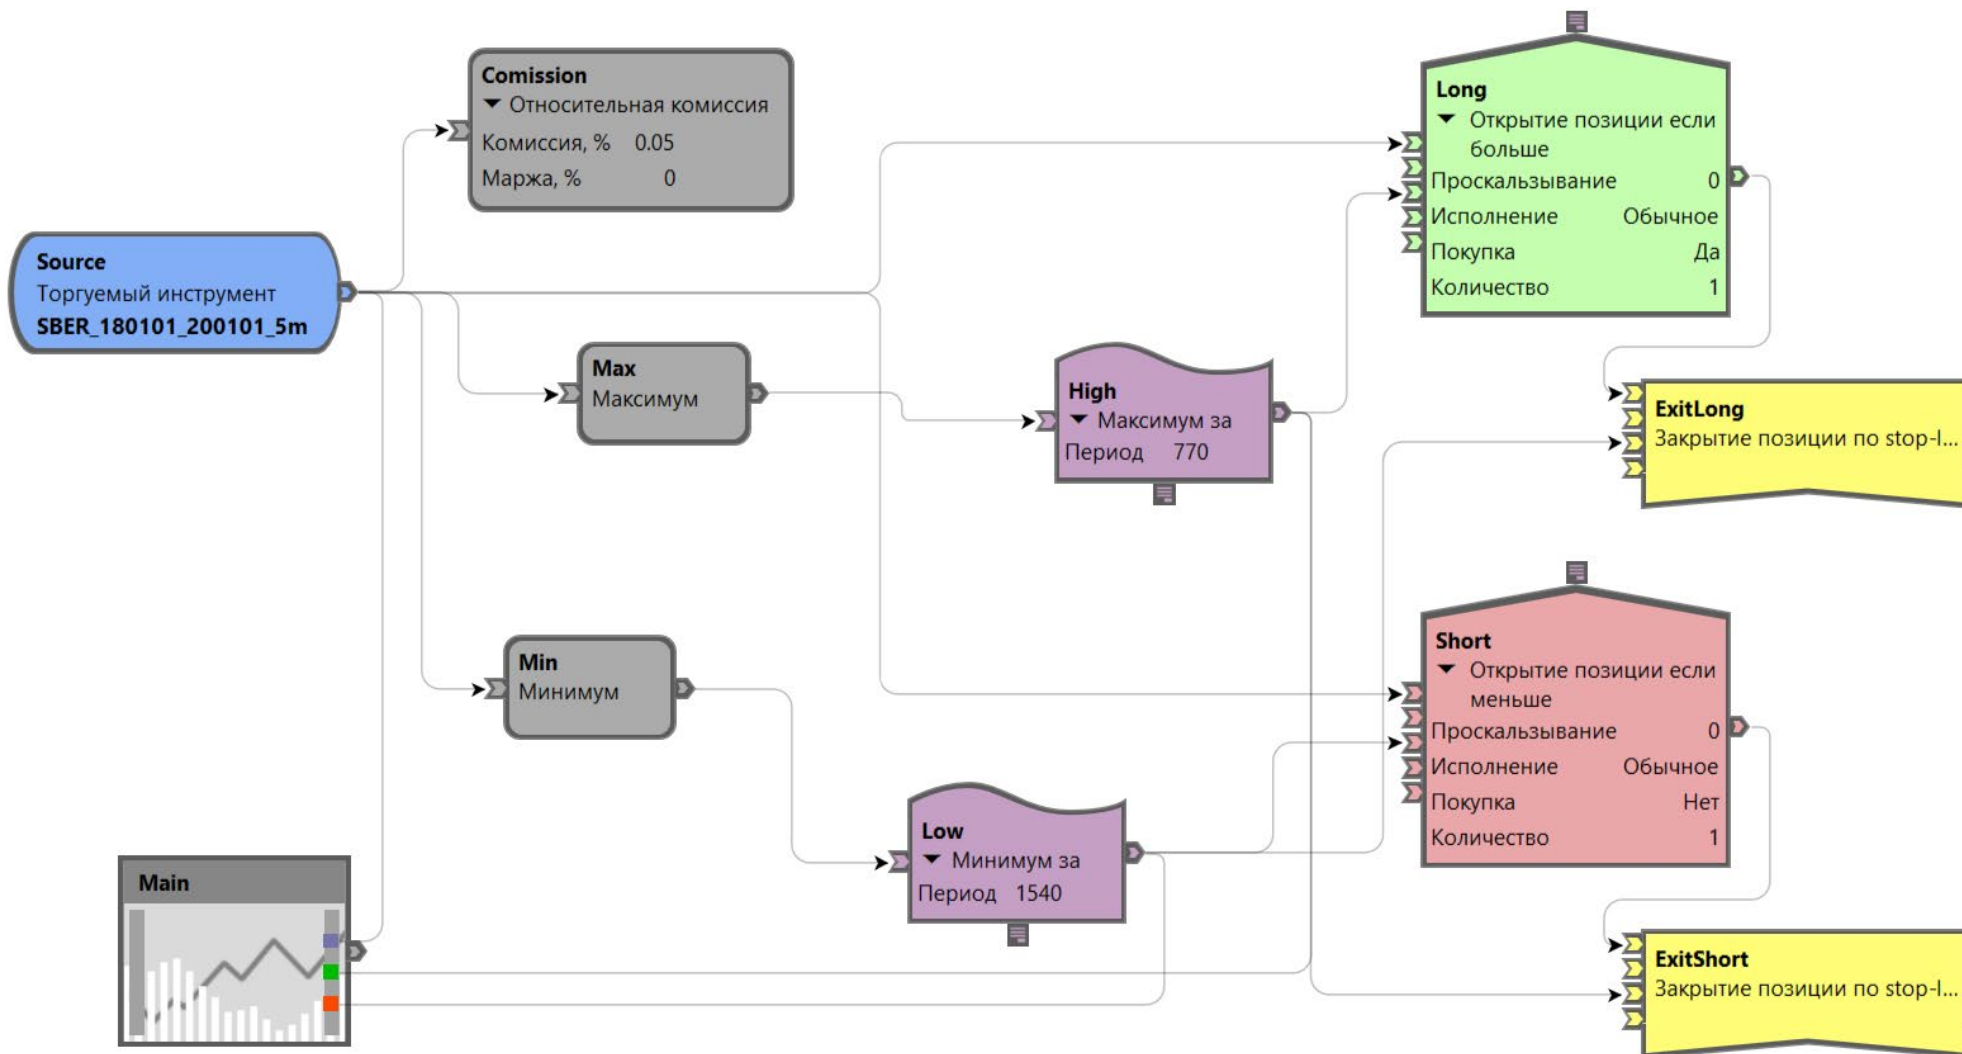 Comission
Относительная комиссия
Комиссия, % 0.05
Маржа, % 0
Source
Торгуемый инструмент
SBER_180101_200101_5m
Max
Максимум
High
Максимум за
Период 770
Long
Открытие позиции если
больше
Проскальзывание 0
Исполнение Обычное
Покупка Да
Количество 1
ExitLong
Закрытие позиции по stop-l...
Min
Минимум
Low
Минимум за
Период 1540
Short
Открытие позиции если
меньше
Проскальзывание 0
Исполнение Обычное
Покупка Нет
Количество 1
Main
ExitShort
Закрытие позиции по stop-l...